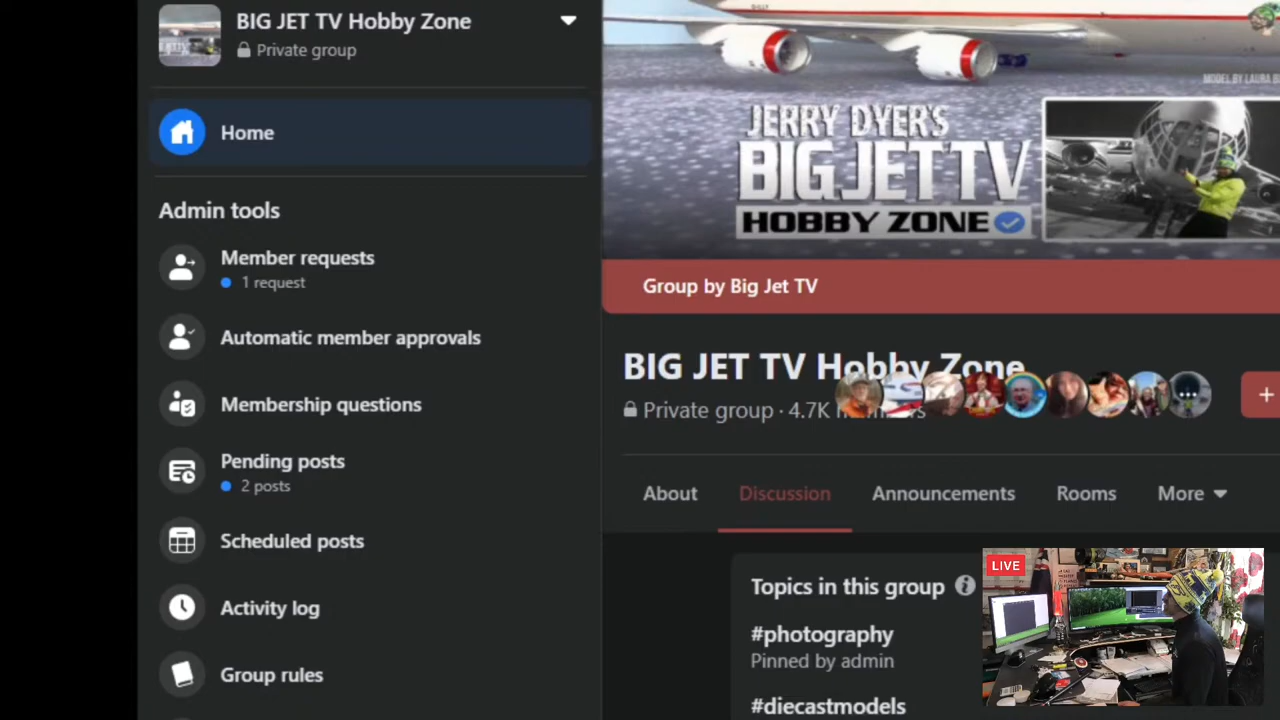 BIG JET TV Hobby Zone
Private group
Home
Admin tools
Member requests
1 request
Automatic member approvals
Membership questions
Pending posts
2 posts
Scheduled posts
Activity log
Group rules
MODEL BY LAURA
JERRY DYER'S
BIG JET TV
HOBBY ZONE
Group by Big Jet TV
BIG JET TV Hobby Zone
Private group · 4.7K
About
Discussion
Announcements
Rooms
More
Topics in this group
#photography
Pinned by admin
#diecastmodels
LIVE